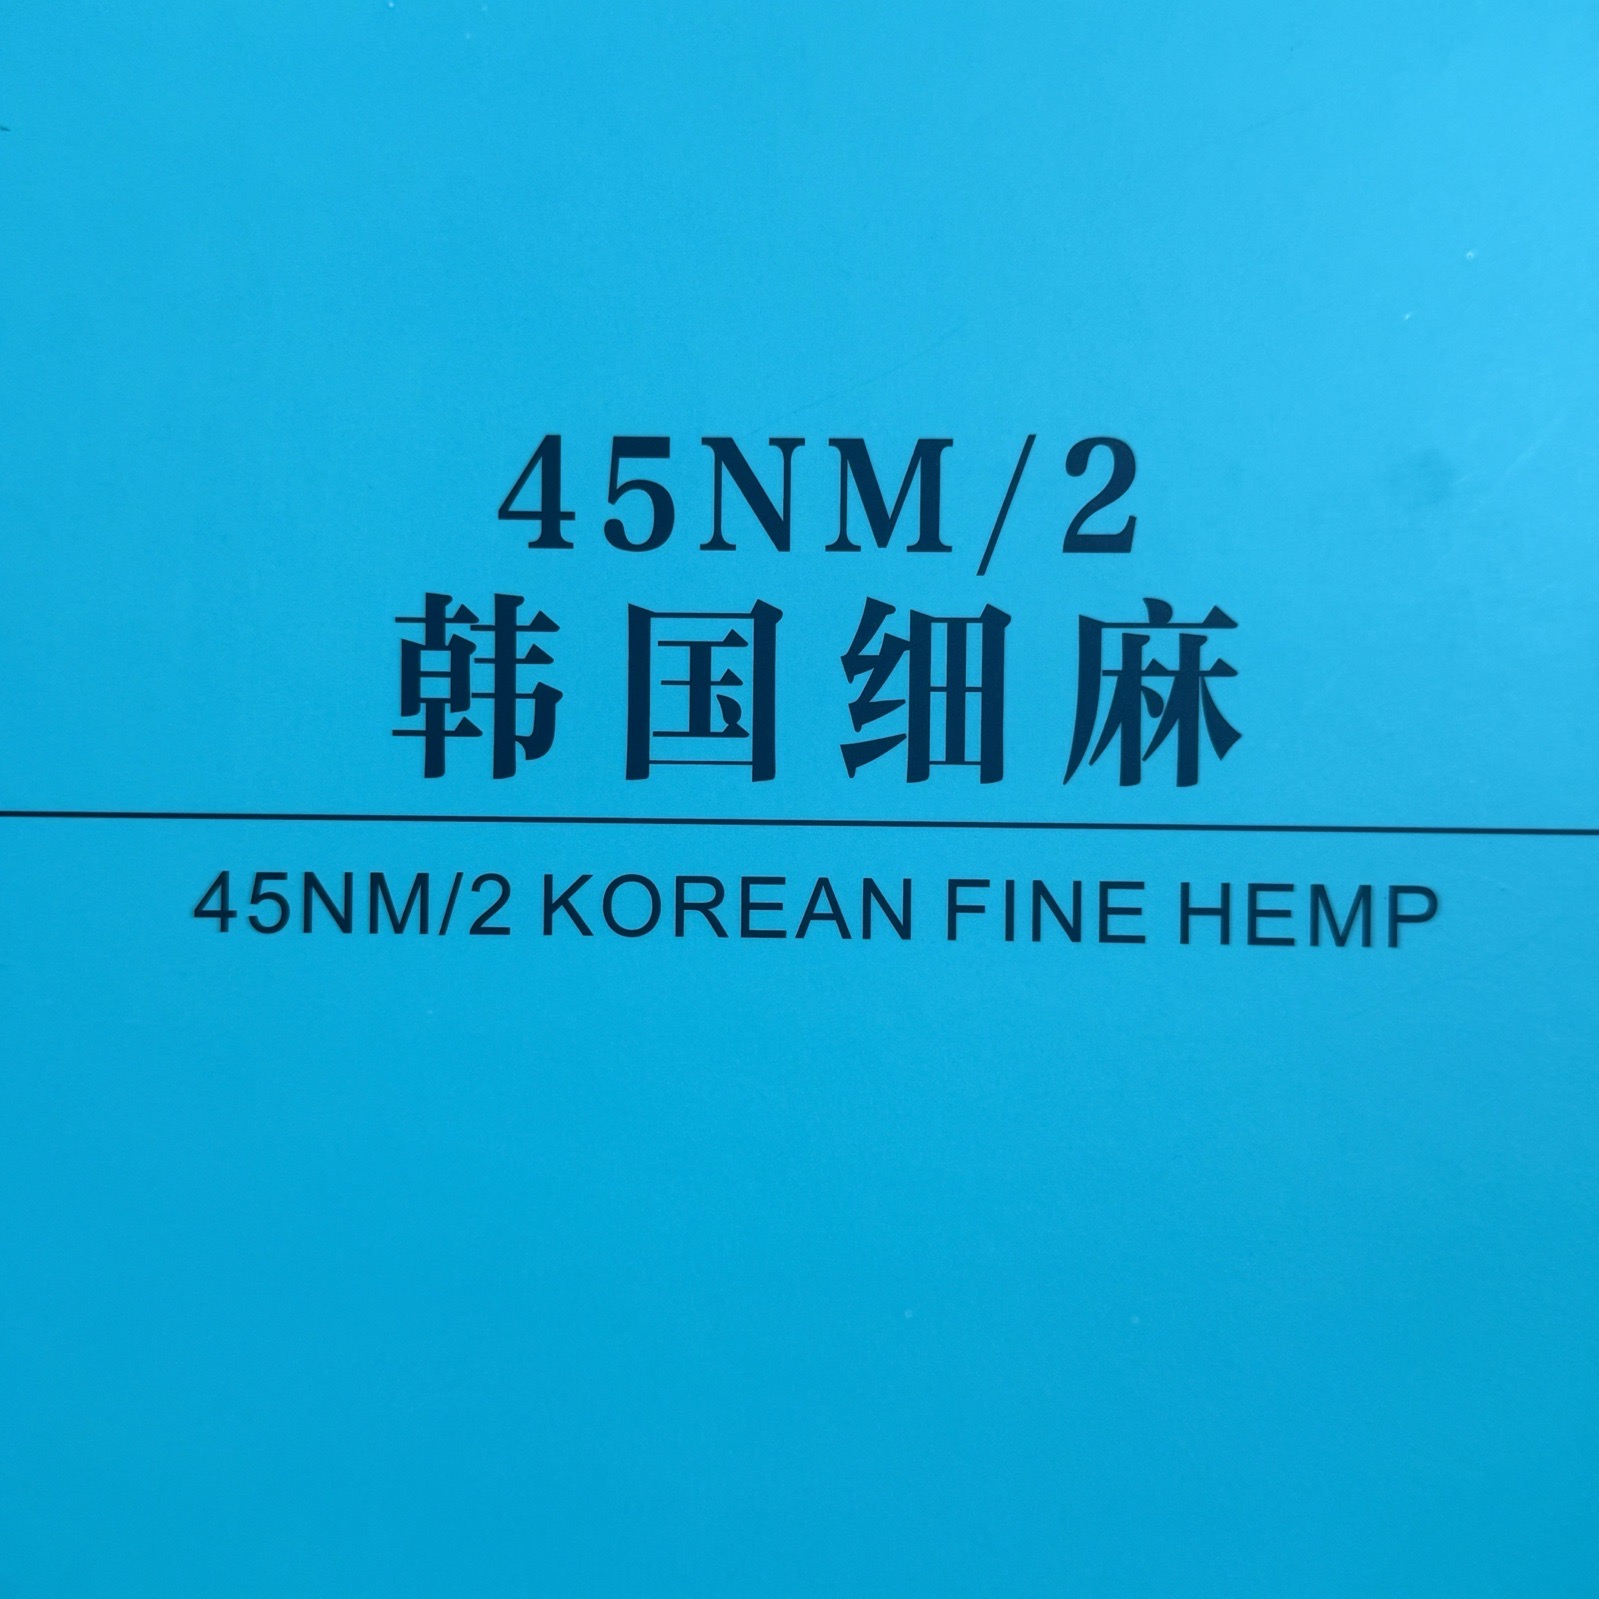 45NM/2
韩国细麻
45NM/2 KOREAN FINE HEMP